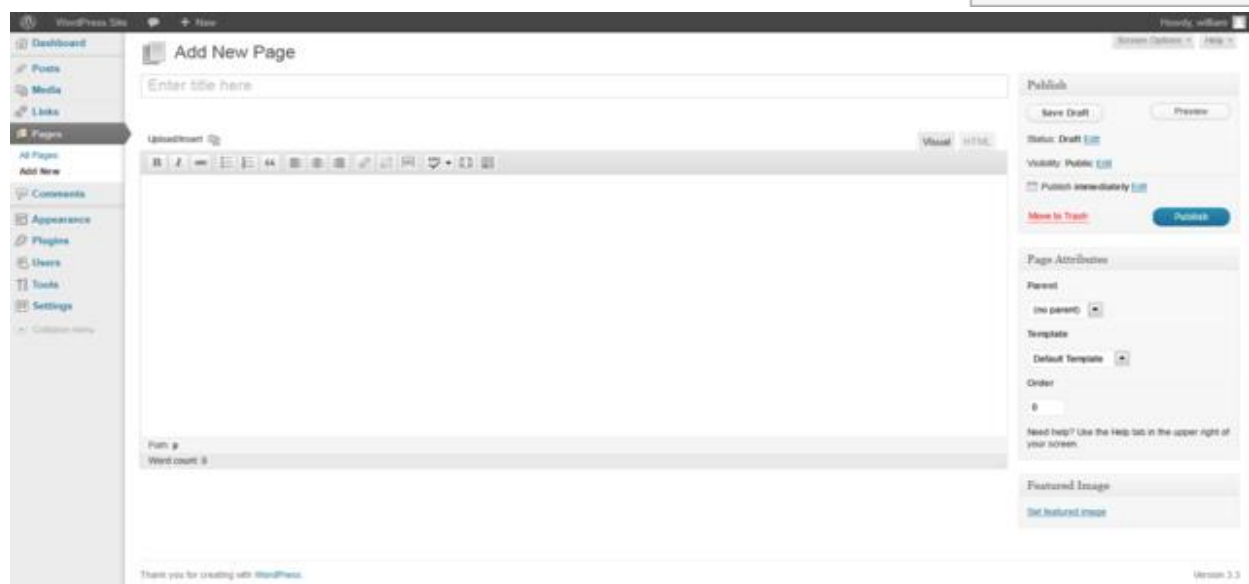 WordPress Site + New Howdy, william
Screen Options Help
Dashboard
Posts
Media
Links
Pages
All Pages
Add New
Comments
Appearance
Plugins
Users
Tools
Settings
Collapse menu
Add New Page
Enter title here
Upload/Insert
Visual HTML
B I
Path: p
Word count: 0
Publish
Save Draft Preview
Status: Draft Edit
Visibility: Public Edit
Publish immediately Edit
Move to Trash Publish
Page Attributes
Parent
(no parent)
Template
Default Template
Order
0
Need help? Use the Help tab in the upper right of
your screen.
Featured Image
Set featured image
Thank you for creating with WordPress. Version 3.3